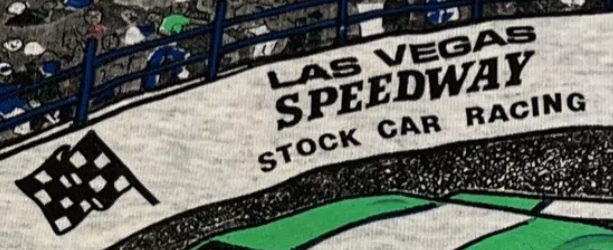 LAS VEGAS
SPEEDWAY
STOCK CAR RACING